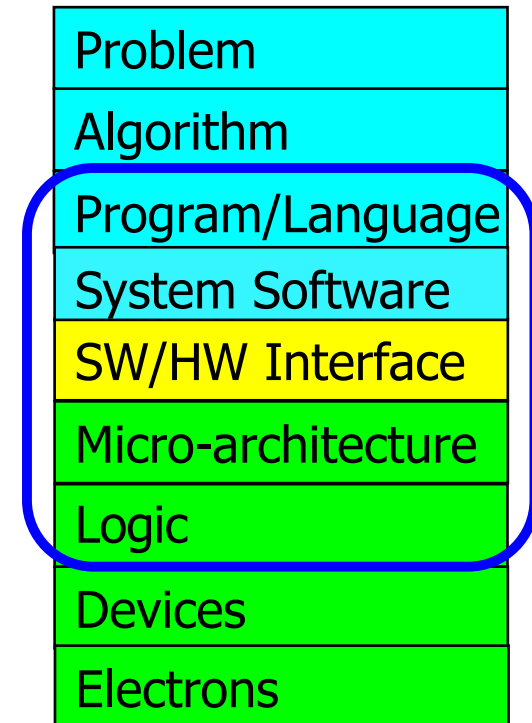 Problem
Algorithm
Program/Language
System Software
SW/HW Interface
Micro-architecture
Logic
Devices
Electrons